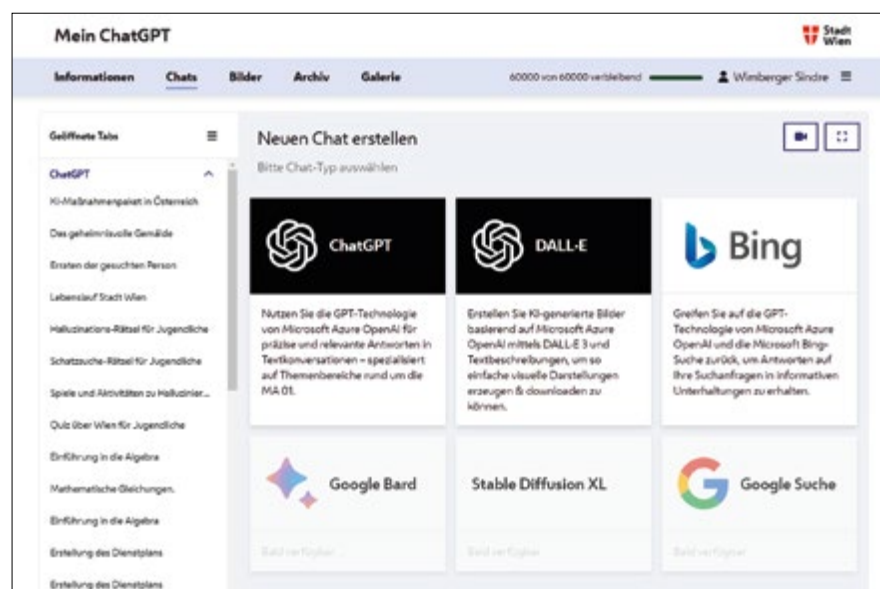 Mein ChatGPT
Stadt
Wien
Informationen Chats Bilder Archiv Galerie
60000 von 60000 verbleibend
Wimberger Sindre
Geöffnete Tabs
ChatGPT
KI-Maßnahmenpaket in Österreich
Das geheimnisvolle Gemälde
Erraten der gesuchten Person
Lebenslauf Stadt Wien
Halluzinations-Rätsel für Jugendliche
Schatzsuche-Rätsel für Jugendliche
Spiele und Aktivitäten zu Halluzinier...
Quiz über Wien für Jugendliche
Einführung in die Algebra
Mathematische Gleichungen.
Einführung in die Algebra
Erstellung des Dienstplans
Erstellung des Dienstplans
Neuen Chat erstellen
Bitte Chat-Typ auswählen
ChatGPT
Nutzen Sie die GPT-Technologie
von Microsoft Azure OpenAI für
präzise und relevante Antworten in
Textkonversationen – spezialisiert
auf Themenbereiche rund um die
MA 01.
DALL·E
Erstellen Sie KI-generierte Bilder
basierend auf Microsoft Azure
OpenAI mittels DALL·E 3 und
Textbeschreibungen, um so
einfache visuelle Darstellungen
erzeugen & downloaden zu
können.
Bing
Greifen Sie auf die GPT-
Technologie von Microsoft Azure
OpenAI und die Microsoft Bing-
Suche zurück, um Antworten auf
Ihre Suchanfragen in informativen
Unterhaltungen zu erhalten.
Google Bard
Bald verfügbar
Stable Diffusion XL
Bald verfügbar
Google Suche
Bald verfügbar